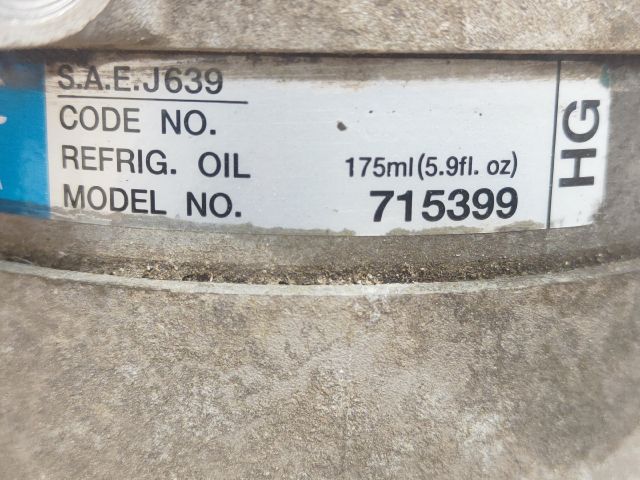 S.A.E.J639
CODE NO.
REFRIG. OIL 175ml(5.9fl. oz)
MODEL NO. 715399
HG